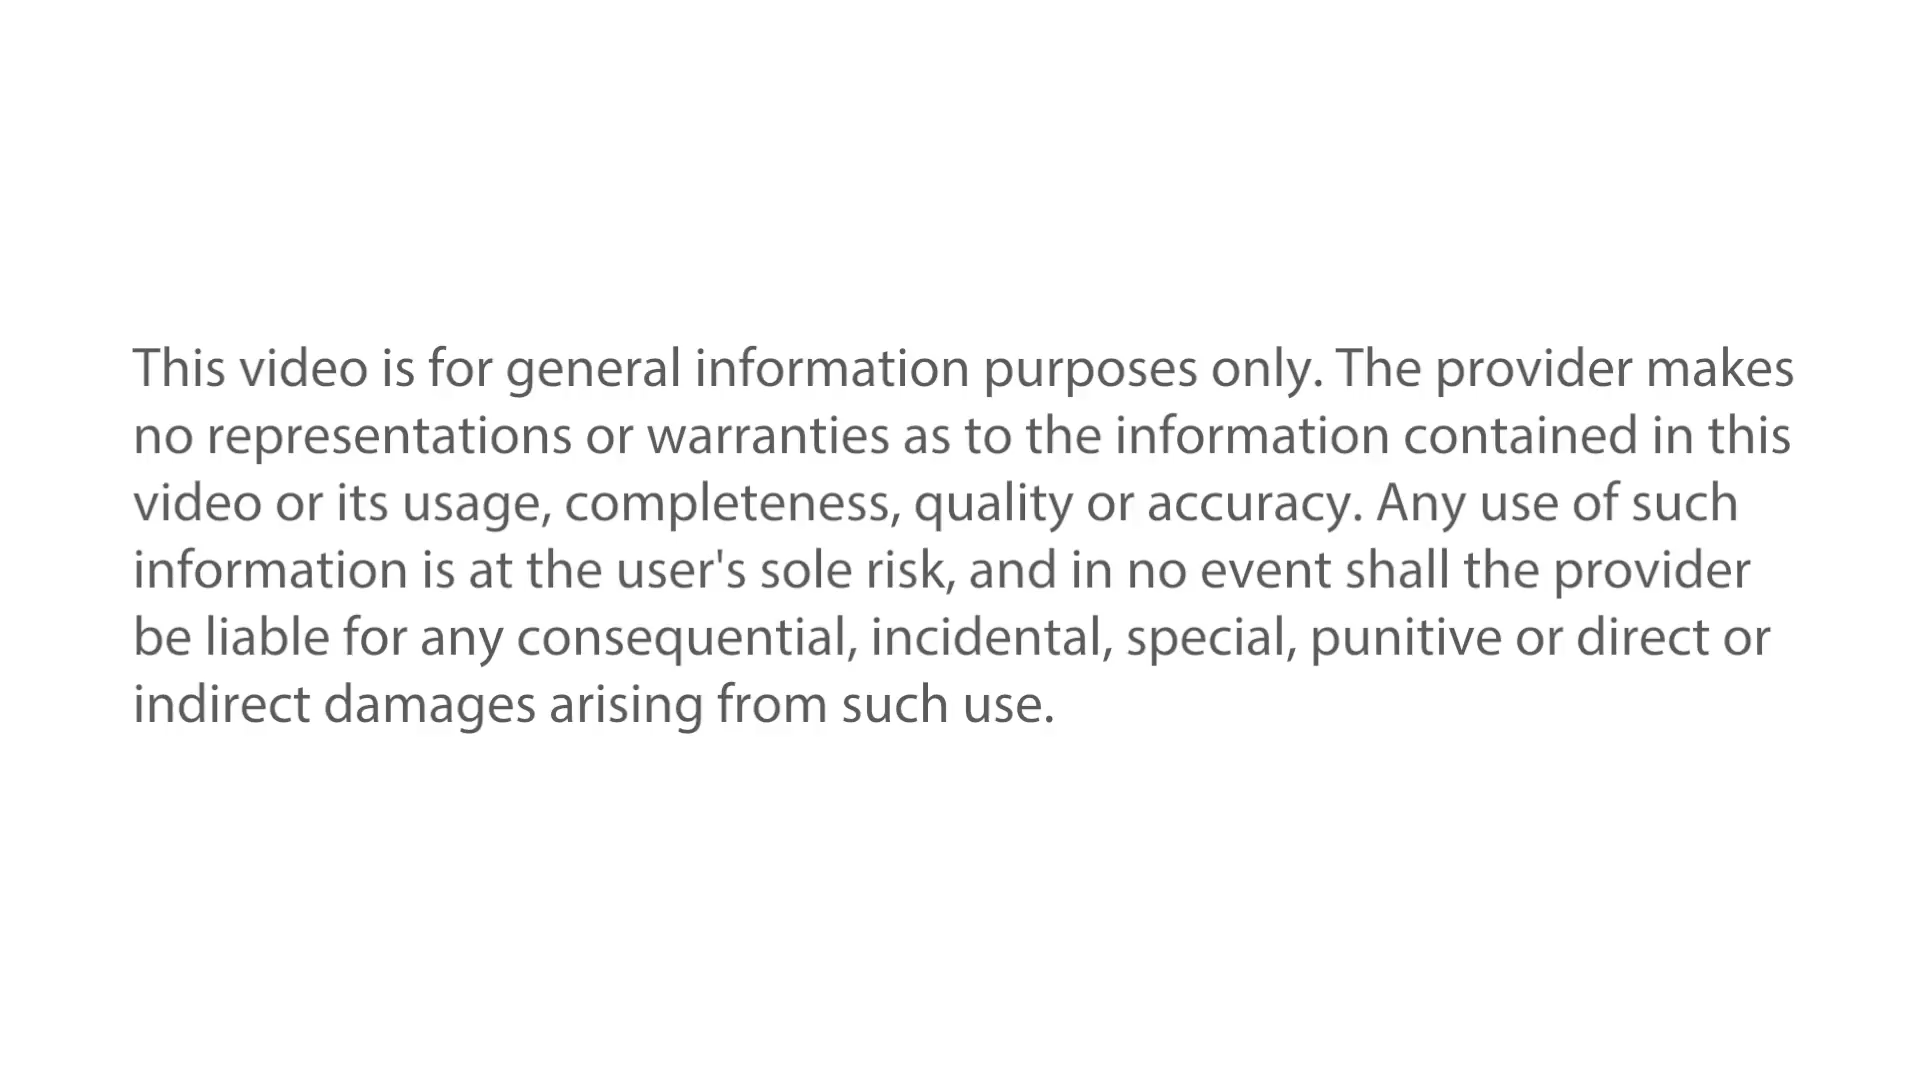 This video is for general information purposes only. The provider makes
no representations or warranties as to the information contained in this
video or its usage, completeness, quality or accuracy. Any use of such
information is at the user's sole risk, and in no event shall the provider
be liable for any consequential, incidental, special, punitive or direct or
indirect damages arising from such use.